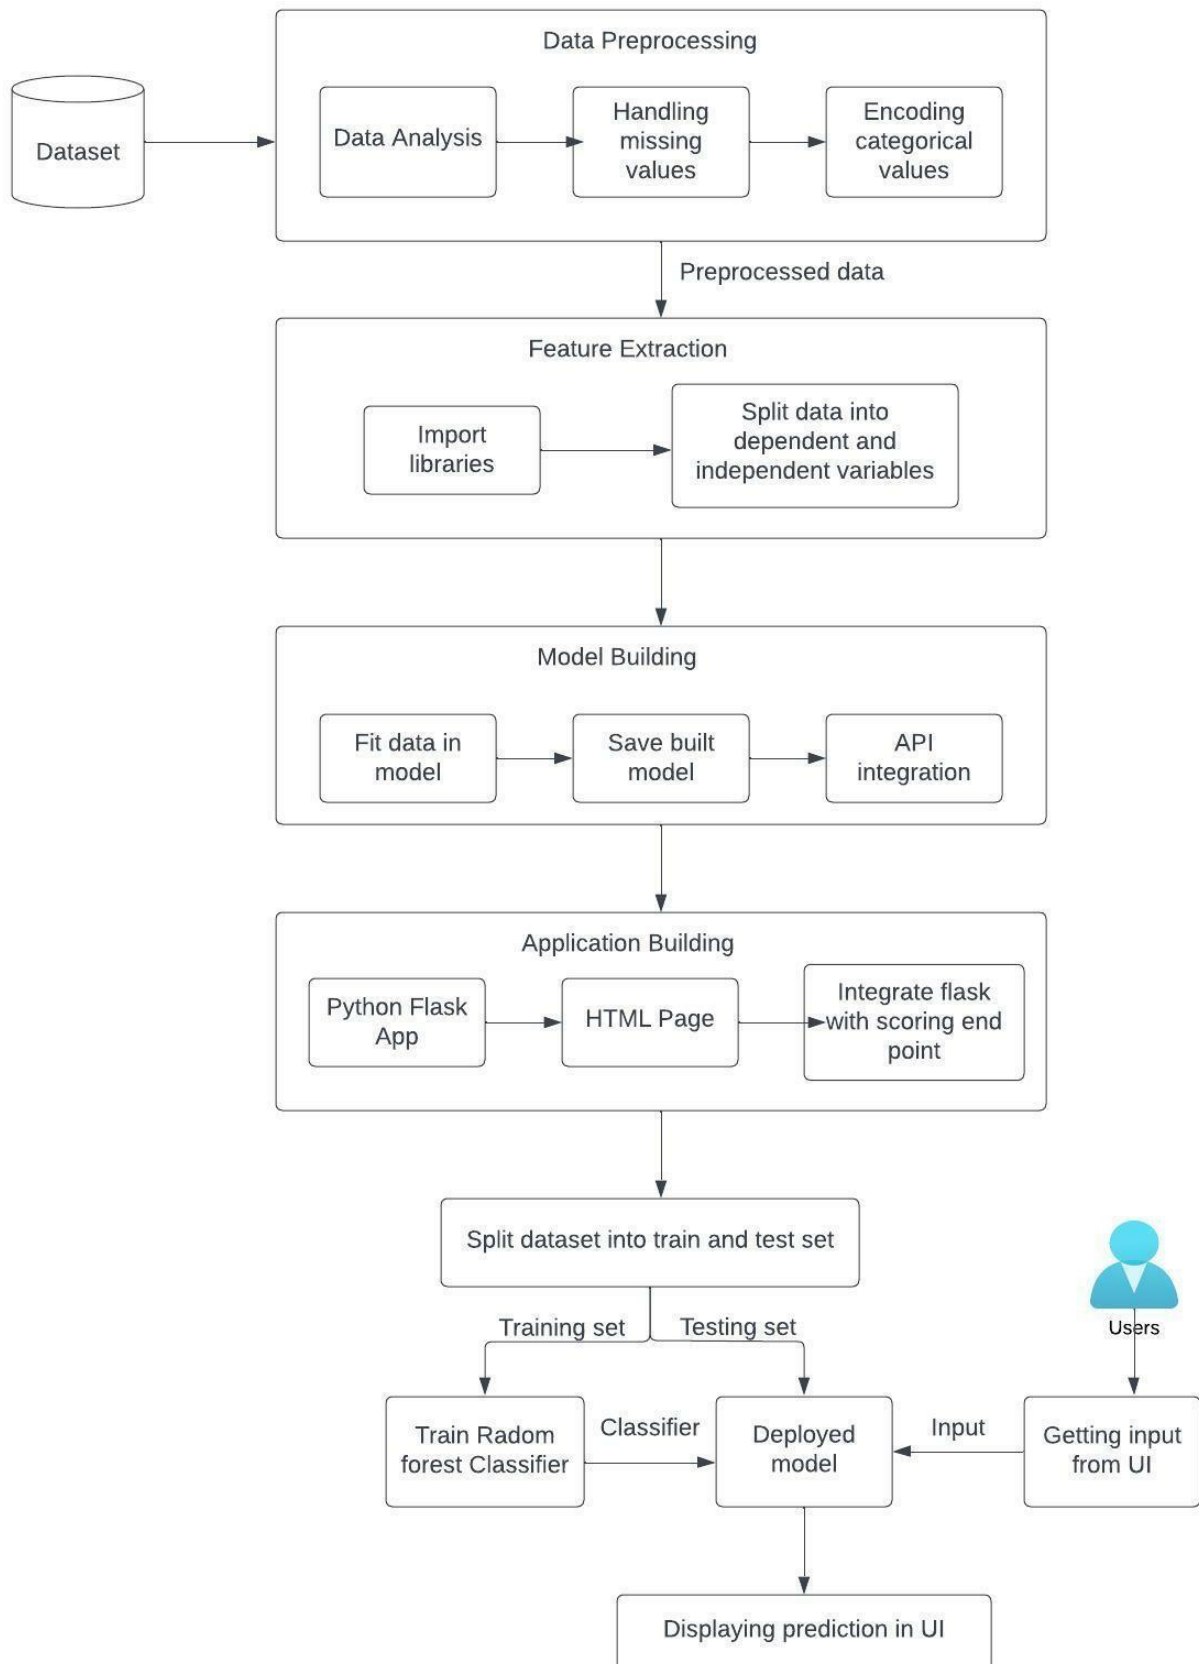 Data Preprocessing
Dataset
Data Analysis
Handling
missing
values
Encoding
categorical
values
Preprocessed data
Feature Extraction
Import
libraries
Split data into
dependent and
independent variables
Model Building
Fit data in
model
Save built
model
API
integration
Application Building
Python Flask
App
HTML Page
Integrate flask
with scoring end
point
Split dataset into train and test set
Users
Training set
Testing set
Train Radom
forest Classifier
Classifier
Deployed
model
Input
Getting input
from UI
Displaying prediction in UI